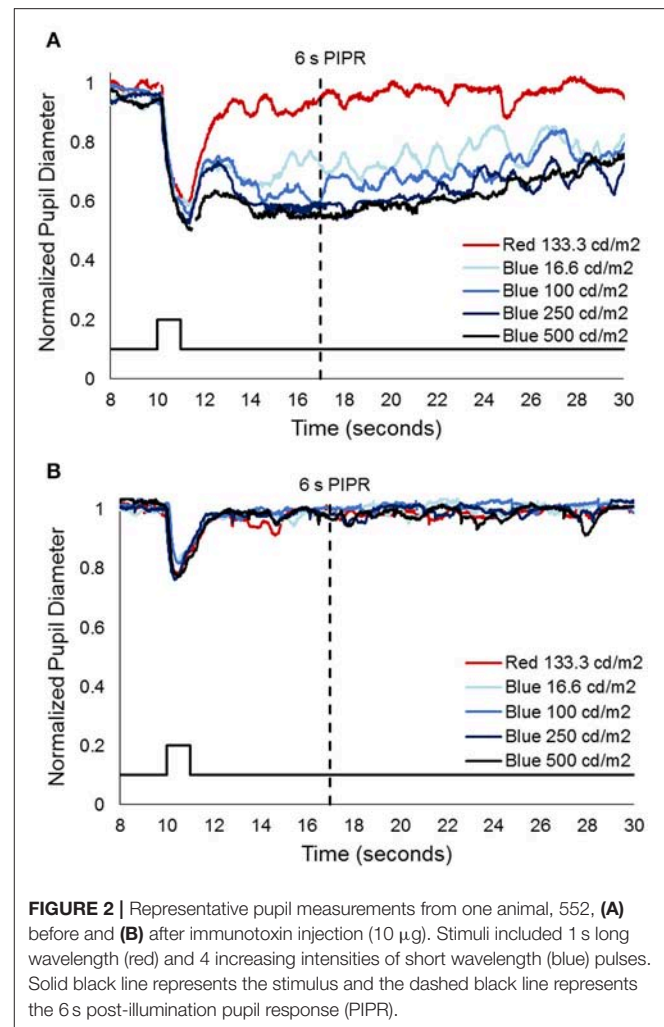 A
6 s PIPR
Normalized Pupil Diameter
1
0.8
0.6
0.4
0.2
0
Red 133.3 cd/m2
Blue 16.6 cd/m2
Blue 100 cd/m2
Blue 250 cd/m2
Blue 500 cd/m2
8 10 12 14 16 18 20 22 24 26 28 30
Time (seconds)
B
6 s PIPR
Normalized Pupil Diameter
1
0.8
0.6
0.4
0.2
0
Red 133.3 cd/m2
Blue 16.6 cd/m2
Blue 100 cd/m2
Blue 250 cd/m2
Blue 500 cd/m2
8 10 12 14 16 18 20 22 24 26 28 30
Time (seconds)
FIGURE 2 | Representative pupil measurements from one animal, 552, (A)
before and (B) after immunotoxin injection (10 μg). Stimuli included 1 s long
wavelength (red) and 4 increasing intensities of short wavelength (blue) pulses.
Solid black line represents the stimulus and the dashed black line represents
the 6 s post-illumination pupil response (PIPR).